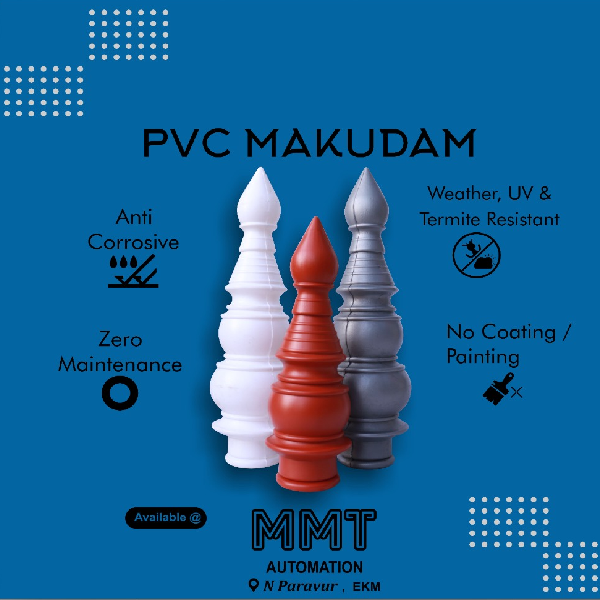 PVC MAKUDAM
Anti
Corrosive
Weather, UV &
Termite Resistant
Zero
Maintenance
No Coating /
Painting
Available @
MMT
AUTOMATION
N Paravur , EKM